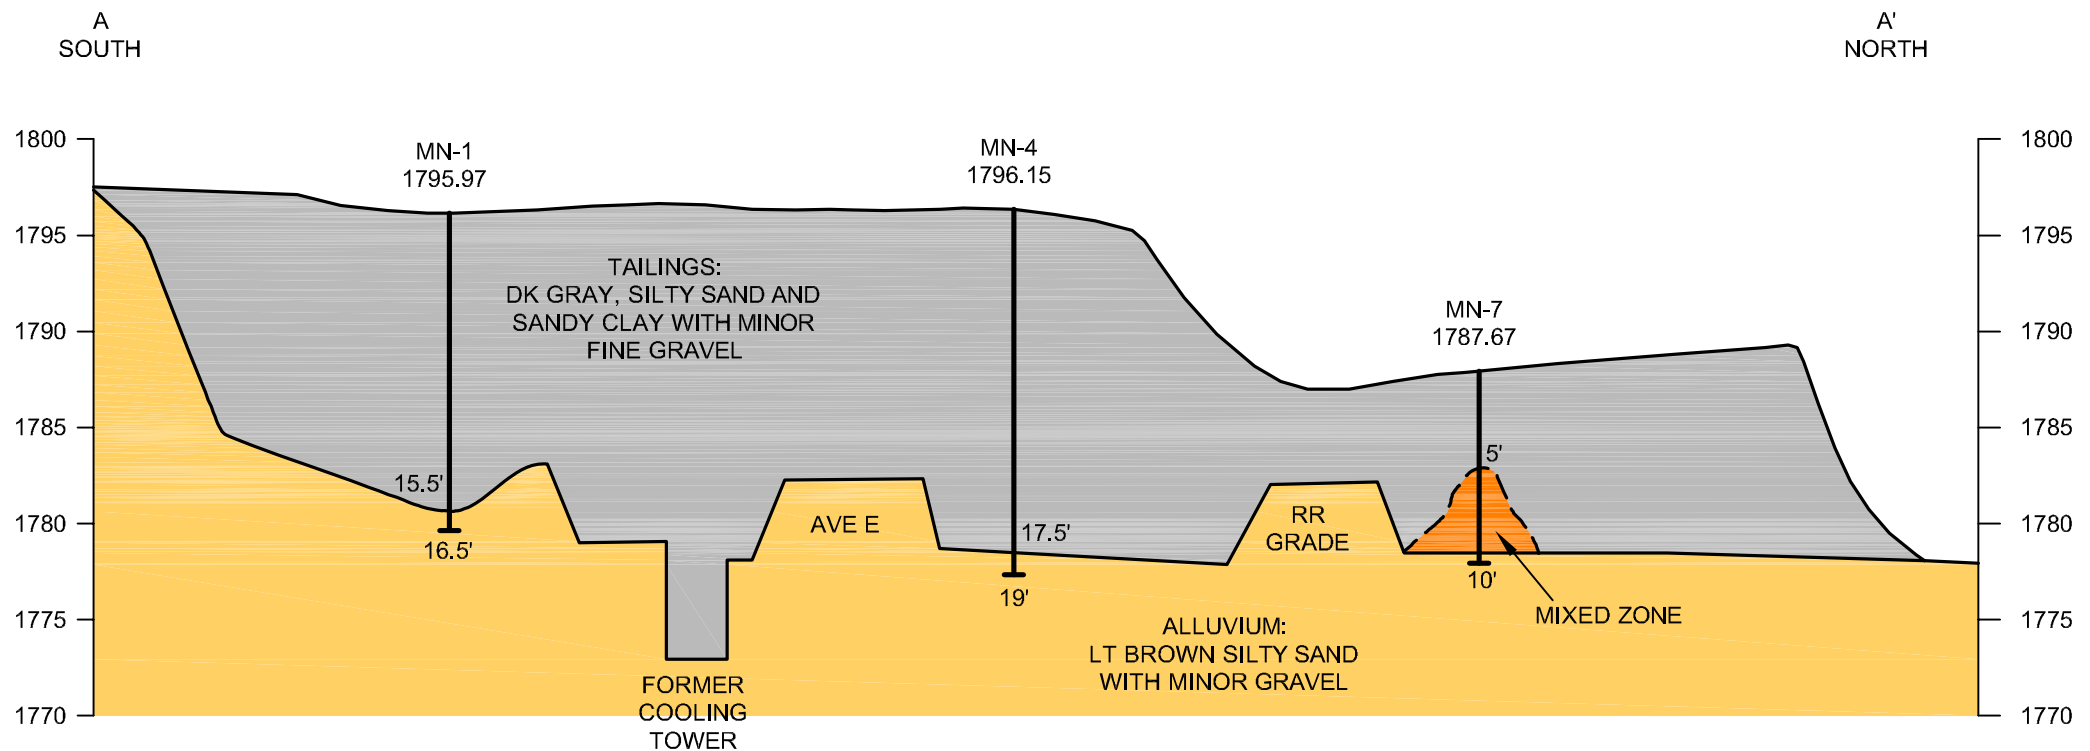 A
SOUTH
A'
NORTH
1800
1795
1790
1785
1780
1775
1770
MN-1
1795.97
MN-4
1796.15
MN-7
1787.67
TAILINGS:
DK GRAY, SILTY SAND AND
SANDY CLAY WITH MINOR
FINE GRAVEL
15.5'
16.5'
AVE E
17.5'
19'
RR
GRADE
5'
10'
MIXED ZONE
ALLUVIUM:
LT BROWN SILTY SAND
WITH MINOR GRAVEL
FORMER
COOLING
TOWER
1800
1795
1790
1785
1780
1775
1770